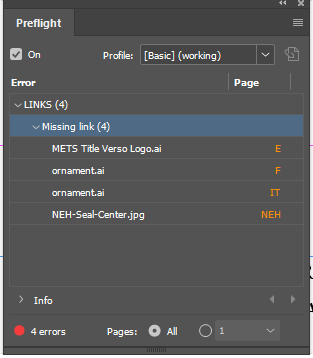 Preflight
On Profile: [Basic] (working)
Error Page
LINKS (4)
Missing link (4)
METS Title Verso Logo.ai E
ornament.ai F
ornament.ai IT
NEH-Seal-Center.jpg NEH
Info
4 errors Pages: All 1